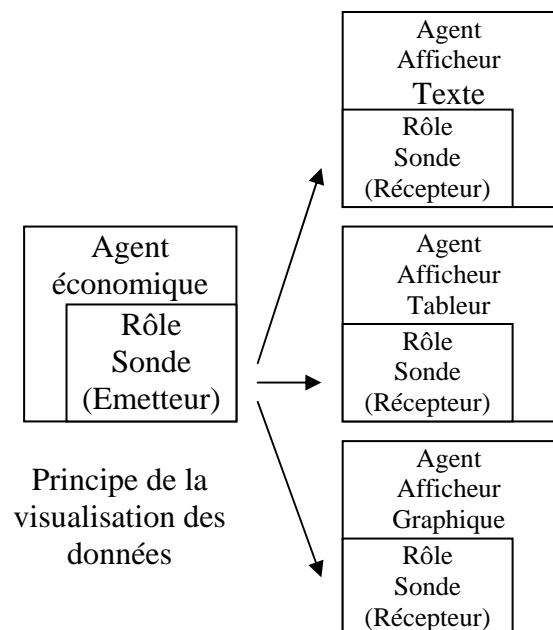 Agent
économique
Rôle
Sonde
(Emetteur)
Principe de la
visualisation des
données
Agent
Afficheur
Texte
Rôle
Sonde
(Récepteur)
Agent
Afficheur
Tableur
Rôle
Sonde
(Récepteur)
Agent
Afficheur
Graphique
Rôle
Sonde
(Récepteur)